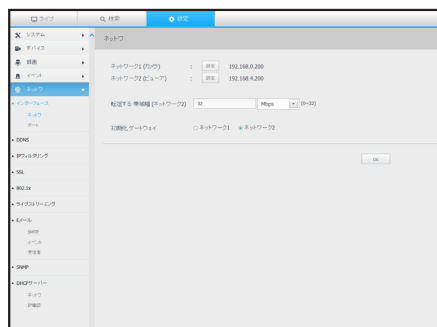 ライブ
検索
設定
システム
デバイス
録画
イベント
ネットワ
インターフェース
ネットワ
ポート
DDNS
IPフィルタリング
SSL
802.1x
ライブストリーミング
Eメール
SMTP
イベント
受信者
SNMP
DHCPサーバー
ネットワ
IP確認
ネットワ
ネットワーク1 (カメラ) : 設定 192.168.0.200
ネットワーク2 (ビューア) : 設定 192.168.4.200
転送する 帯域幅 (ネットワーク2) 32 Mbps (0~32)
初期化 ゲートウェイ ネットワーク1 ネットワーク2
OK